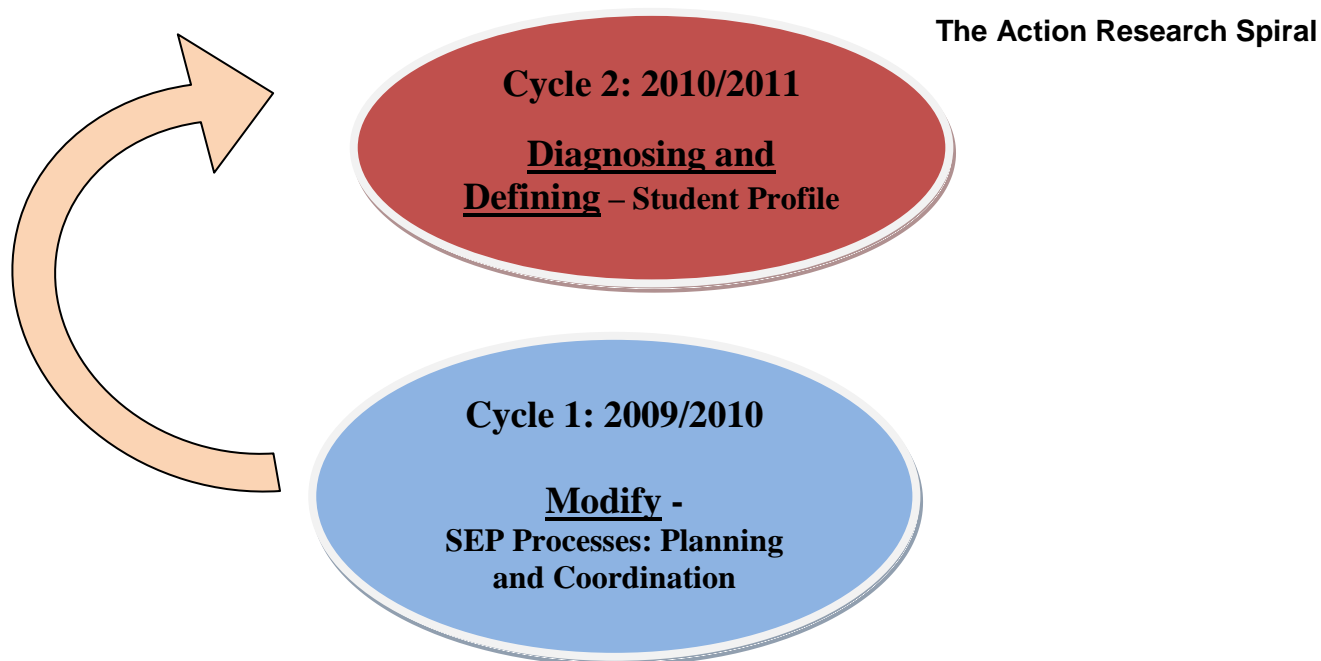 The Action Research Spiral
Cycle 2: 2010/2011
Diagnosing and
Defining – Student Profile
Cycle 1: 2009/2010
Modify -
SEP Processes: Planning
and Coordination